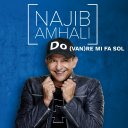 NAJIB
AMHALI
Do (VAN)RE MI FA SOL